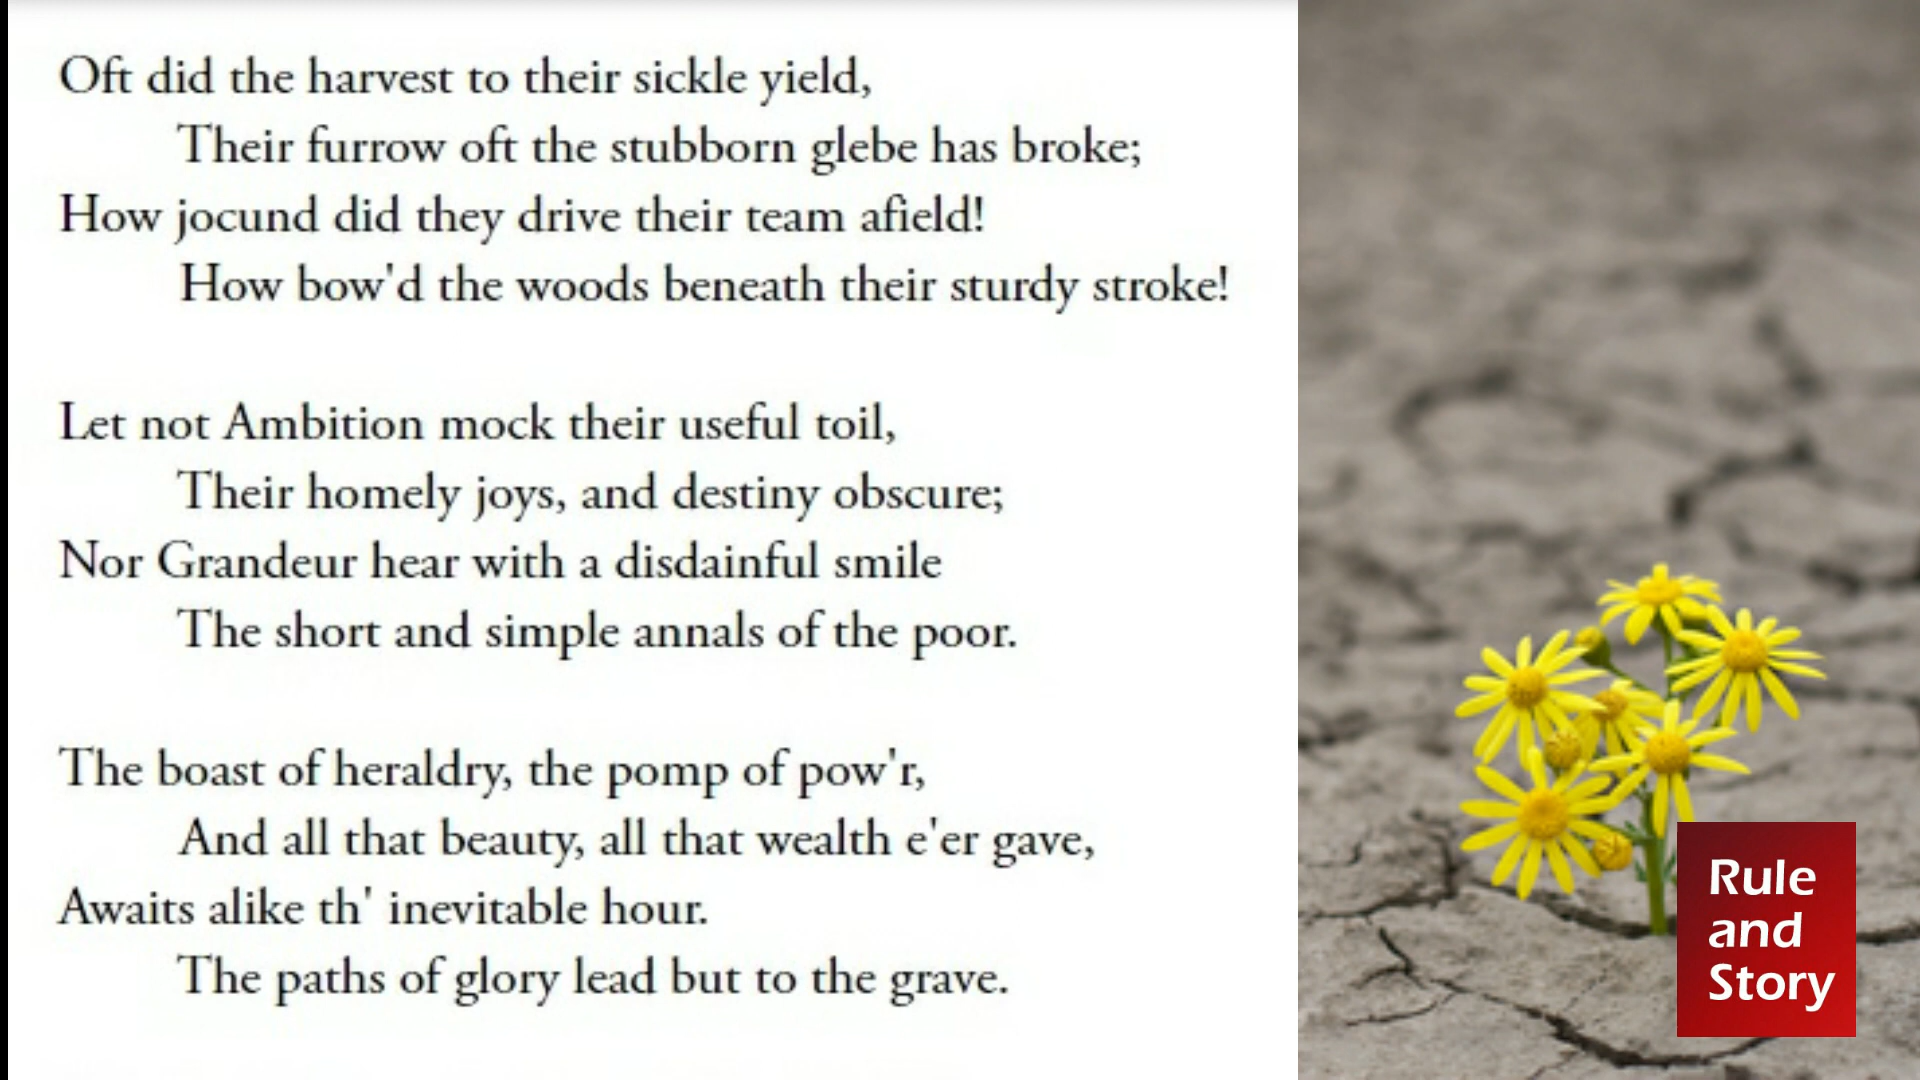 Oft did the harvest to their sickle yield,
Their furrow oft the stubborn glebe has broke;
How jocund did they drive their team afield!
How bow'd the woods beneath their sturdy stroke!
Let not Ambition mock their useful toil,
Their homely joys, and destiny obscure;
Nor Grandeur hear with a disdainful smile
The short and simple annals of the poor.
The boast of heraldry, the pomp of pow'r,
And all that beauty, all that wealth e'er gave,
Awaits alike th' inevitable hour.
The paths of glory lead but to the grave.
Rule
and
Story